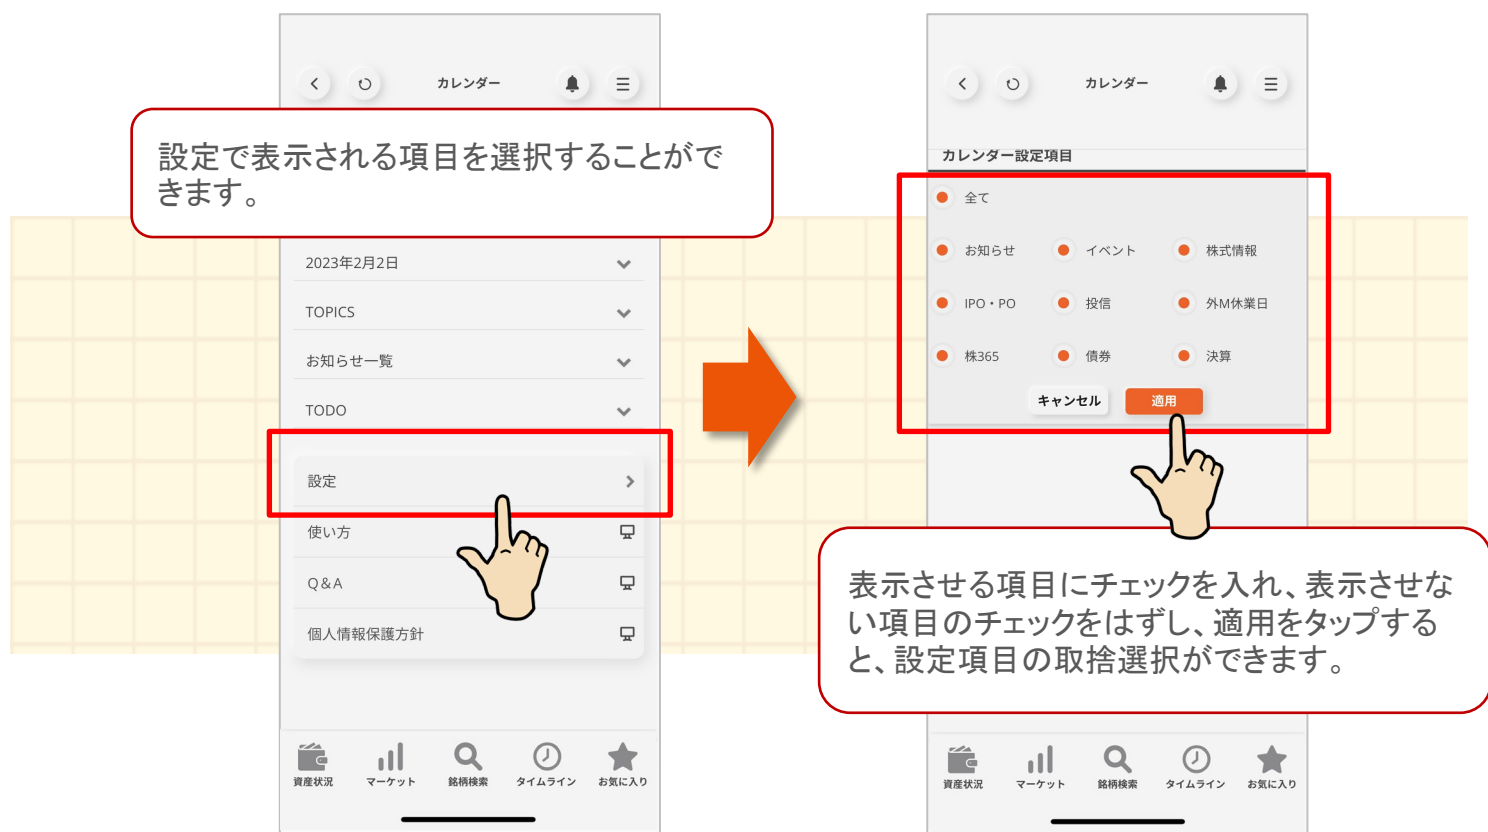 カレンダー
設定で表示される項目を選択することがで
きます。
2023年2月2日
TOPICS
お知らせ一覧
TODO
設定
使い方
Q&A
個人情報保護方針
資産状況
マーケット
銘柄検索
タイムライン
お気に入り
カレンダー
カレンダー設定項目
全て
お知らせ
イベント
株式情報
IPO・PO
投信
外M休業日
株365
債券
決算
キャンセル
適用
表示させる項目にチェックを入れ、表示させな
い項目のチェックをはずし、適用をタップする
と、設定項目の取捨選択ができます。
資産状況
マーケット
銘柄検索
タイムライン
お気に入り